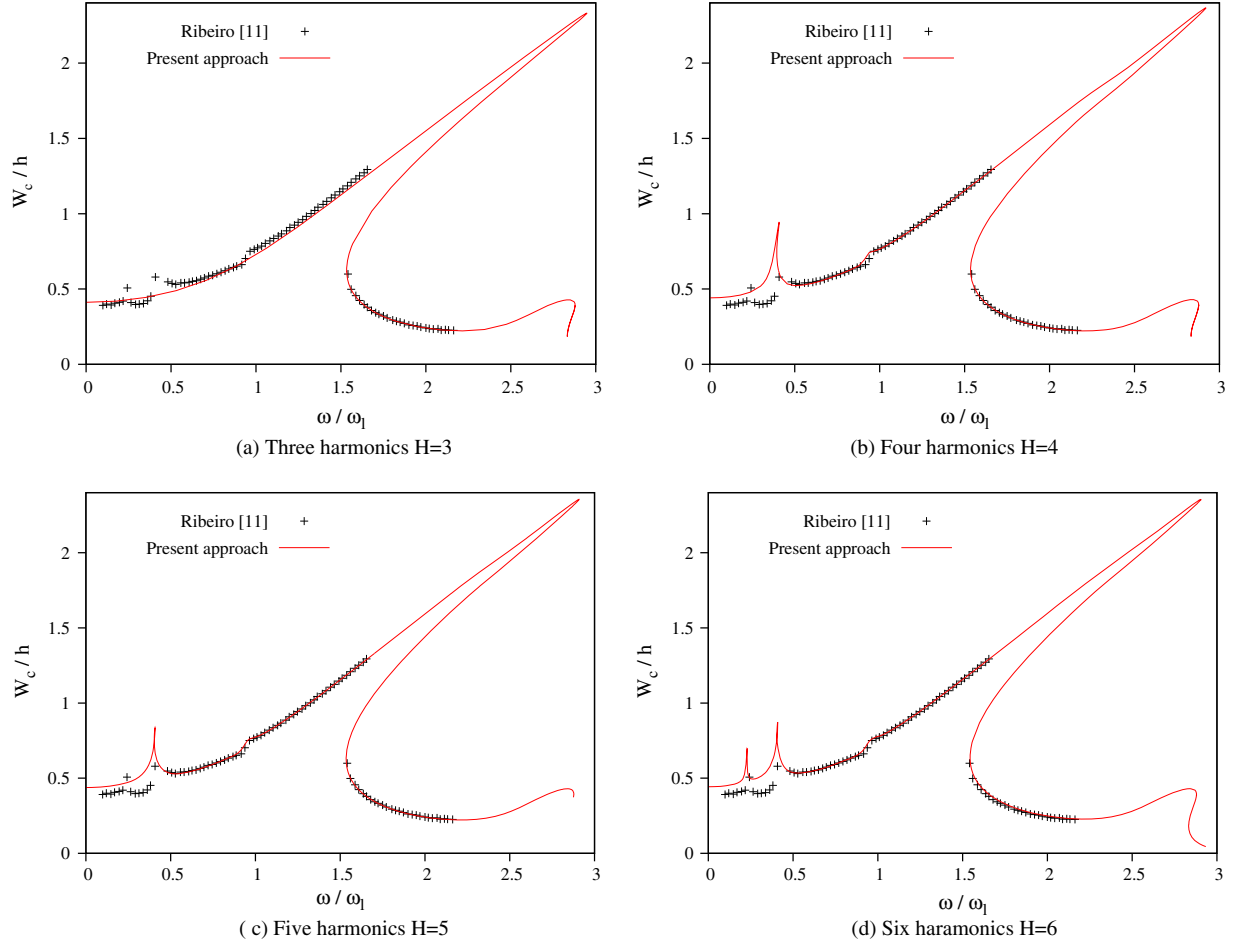 Ribeiro [11]
Present approach
W_c / h
2
1.5
1
0.5
0
0 0.5 1 1.5 2 2.5 3
ω / ω_l
(a) Three harmonics H=3
Ribeiro [11]
Present approach
W_c / h
2
1.5
1
0.5
0
0 0.5 1 1.5 2 2.5 3
ω / ω_l
(b) Four harmonics H=4
Ribeiro [11]
Present approach
W_c / h
2
1.5
1
0.5
0
0 0.5 1 1.5 2 2.5 3
ω / ω_l
( c) Five harmonics H=5
Ribeiro [11]
Present approach
W_c / h
2
1.5
1
0.5
0
0 0.5 1 1.5 2 2.5 3
ω / ω_l
(d) Six haramonics H=6